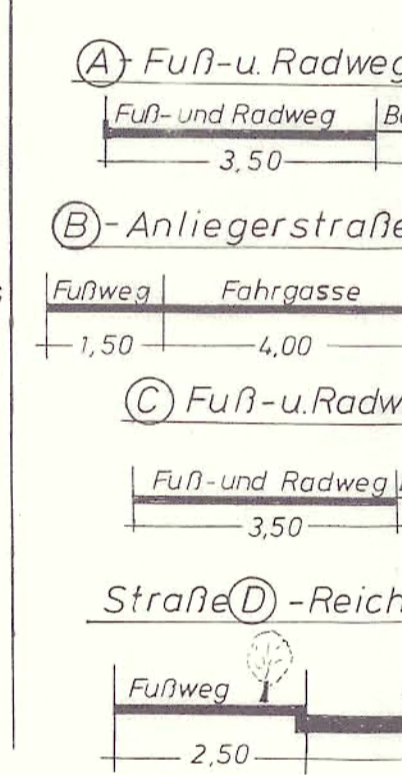 A - Fuß-u. Radweg
Fuß-und Radweg
3,50
B - Anliegerstraße
Fußweg Fahrgasse
1,50 4,00
C Fuß-u. Radw
Fuß-und Radweg
3,50
Straße D - Reich
Fußweg
2,50